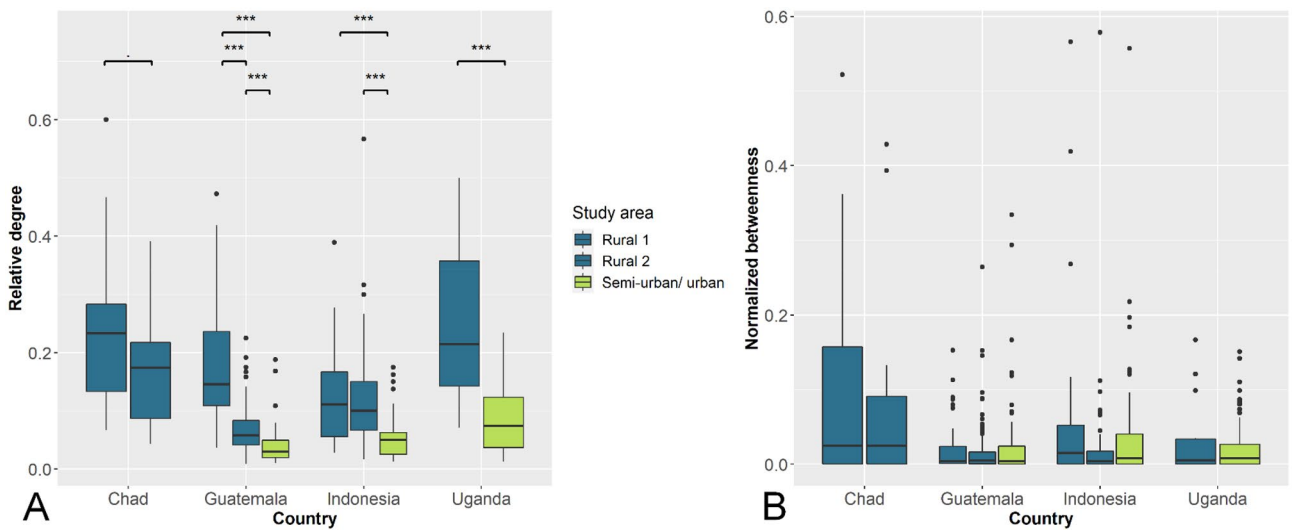 ***
***
.
***
***
***
***
0.6
0.4
0.2
0.0
Relative degree
Chad
Guatemala
Indonesia
Uganda
Country
A
Study area
Rural 1
Rural 2
Semi-urban/ urban
0.6
0.4
0.2
0.0
Normalized betweenness
Chad
Guatemala
Indonesia
Uganda
Country
B